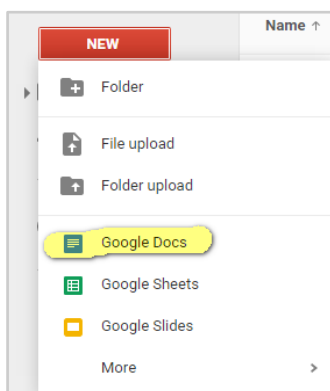 Name ↑
NEW
Folder
File upload
Folder upload
Google Docs
Google Sheets
Google Slides
More